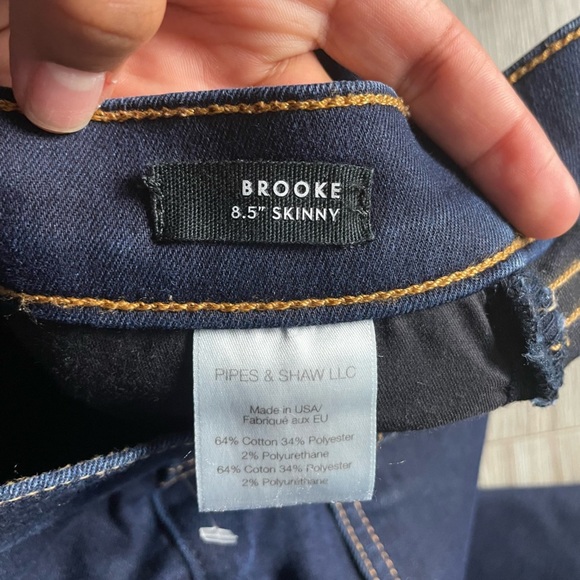 BROOKE
8.5" SKINNY
PIPES & SHAW LLC
Made in USA/
Fabriqué aux EU
64% Cotton 34% Polyester
2% Polyurethane
64% Coton 34% Polyester
2% Polyuréthane